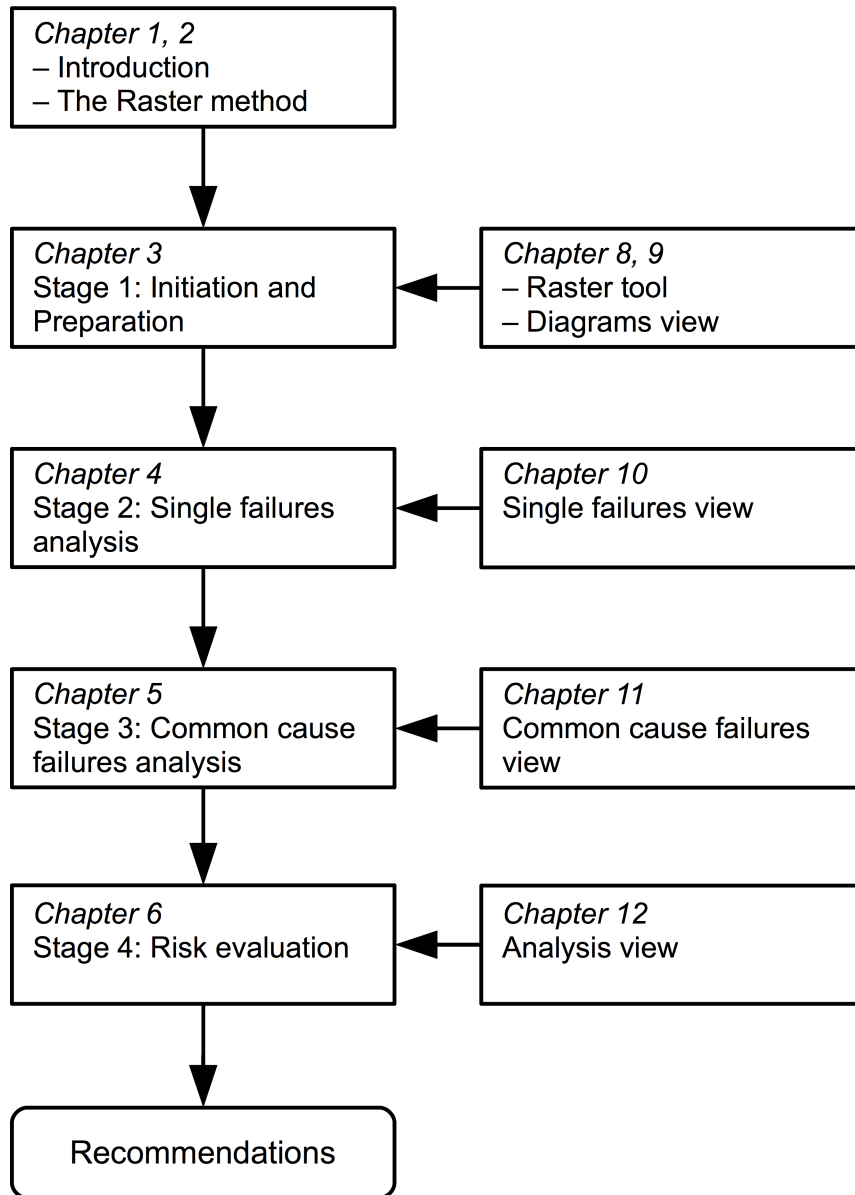 Chapter 1, 2
– Introduction
– The Raster method
Chapter 3
Stage 1: Initiation and
Preparation
Chapter 8, 9
– Raster tool
– Diagrams view
Chapter 4
Stage 2: Single failures
analysis
Chapter 10
Single failures view
Chapter 5
Stage 3: Common cause
failures analysis
Chapter 11
Common cause failures
view
Chapter 6
Stage 4: Risk evaluation
Chapter 12
Analysis view
Recommendations